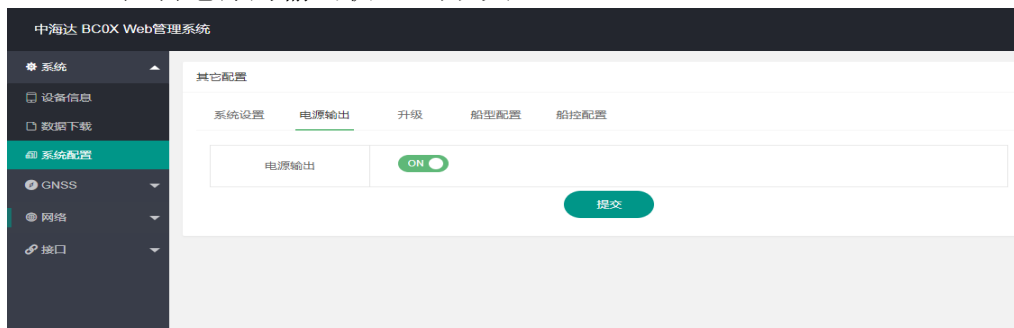 中海达 BC0X Web管理系统
系统
设备信息
数据下载
系统配置
GNSS
网络
接口
其它配置
系统设置 电源输出 升级 船型配置 船控配置
电源输出 ON
提交